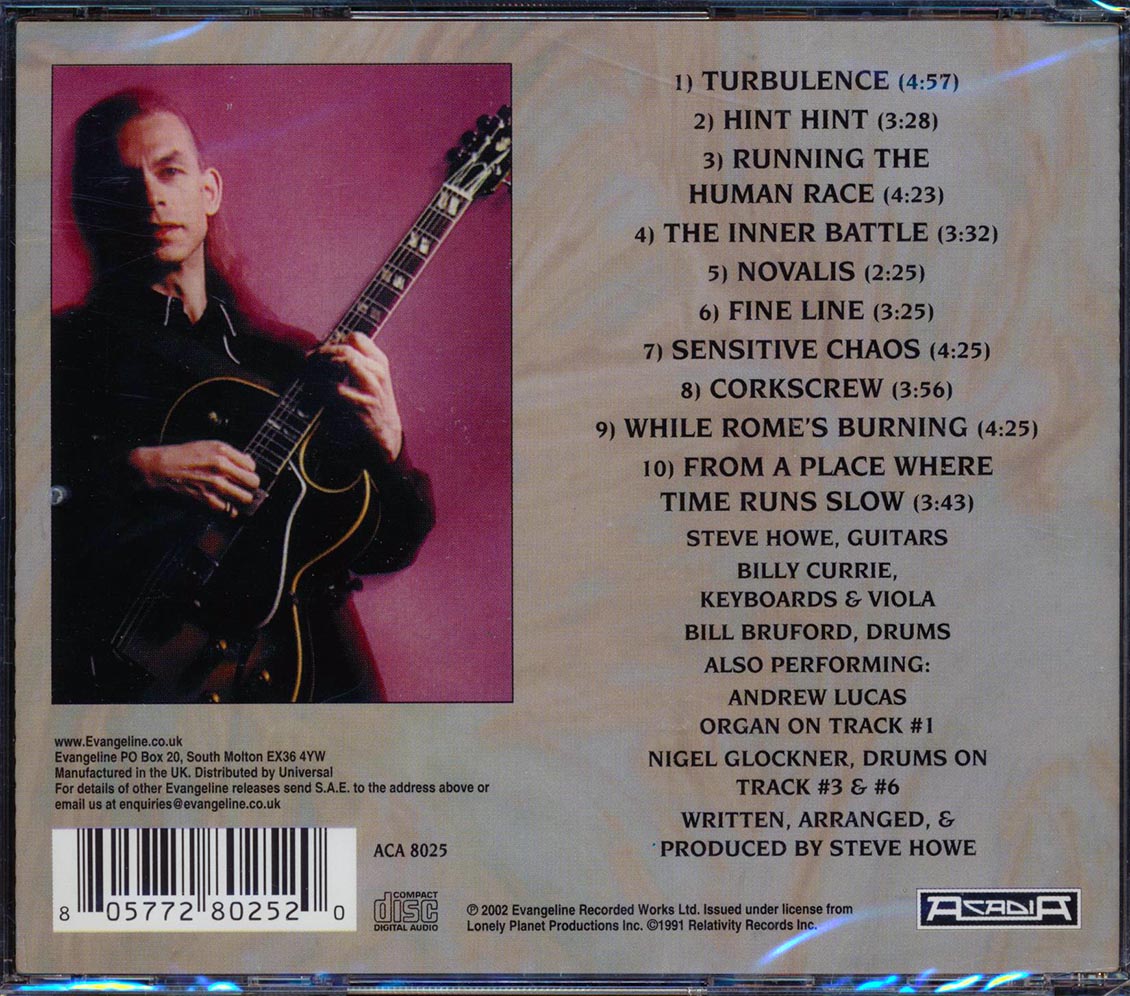 1) TURBULENCE (4:57)
2) HINT HINT (3:28)
3) RUNNING THE
HUMAN RACE (4:23)
4) THE INNER BATTLE (3:32)
5) NOVALIS (2:25)
6) FINE LINE (3:25)
7) SENSITIVE CHAOS (4:25)
8) CORKSCREW (3:56)
9) WHILE ROME'S BURNING (4:25)
10) FROM A PLACE WHERE
TIME RUNS SLOW (3:43)
STEVE HOWE, GUITARS
BILLY CURRIE,
KEYBOARDS & VIOLA
BILL BRUFORD, DRUMS
ALSO PERFORMING:
ANDREW LUCAS
ORGAN ON TRACK #1
NIGEL GLOCKNER, DRUMS ON
TRACK #3 & #6
WRITTEN, ARRANGED, &
PRODUCED BY STEVE HOWE
www.Evangeline.co.uk
Evangeline PO Box 20, South Molton EX36 4YW
Manufactured in the UK. Distributed by Universal
For details of other Evangeline releases send S.A.E. to the address above or
email us at enquiries@evangeline.co.uk
8 05772 80252 0
ACA 8025
COMPACT
disc
DIGITAL AUDIO
℗ 2002 Evangeline Recorded Works Ltd. Issued under license from
Lonely Planet Productions Inc. ©1991 Relativity Records Inc.
ACADIA